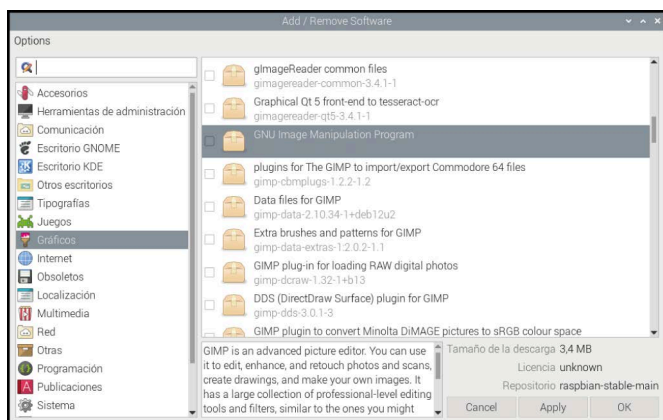 Add / Remove Software
Options
Accesorios
Herramientas de administración
Comunicación
Escritorio GNOME
Escritorio KDE
Otros escritorios
Tipografías
Juegos
Gráficos
Internet
Obsoletos
Localización
Multimedia
Red
Otras
Programación
Publicaciones
Sistema
gImageReader common files
gimagereader-common-3.4.1-1
Graphical Qt 5 front-end to tesseract-ocr
gimagereader-qt5-3.4.1-1
GNU Image Manipulation Program
plugins for The GIMP to import/export Commodore 64 files
gimp-cbmplugs-1.2.2-1.2
Data files for GIMP
gimp-data-2.10.34-1+deb12u2
Extra brushes and patterns for GIMP
gimp-data-extras-1:2.0.2-1.1
GIMP plug-in for loading RAW digital photos
gimp-dcraw-1.32-1+b13
DDS (DirectDraw Surface) plugin for GIMP
gimp-dds-3.0.1-3
GIMP plugin to convert Minolta DiMAGE pictures to sRGB colour space
GIMP is an advanced picture editor. You can use
it to edit, enhance, and retouch photos and scans,
create drawings, and make your own images. It
has a large collection of professional-level editing
tools and filters, similar to the ones you might
Tamaño de la descarga 3,4 MB
Licencia unknown
Repositorio raspbian-stable-main
Cancel
Apply
OK